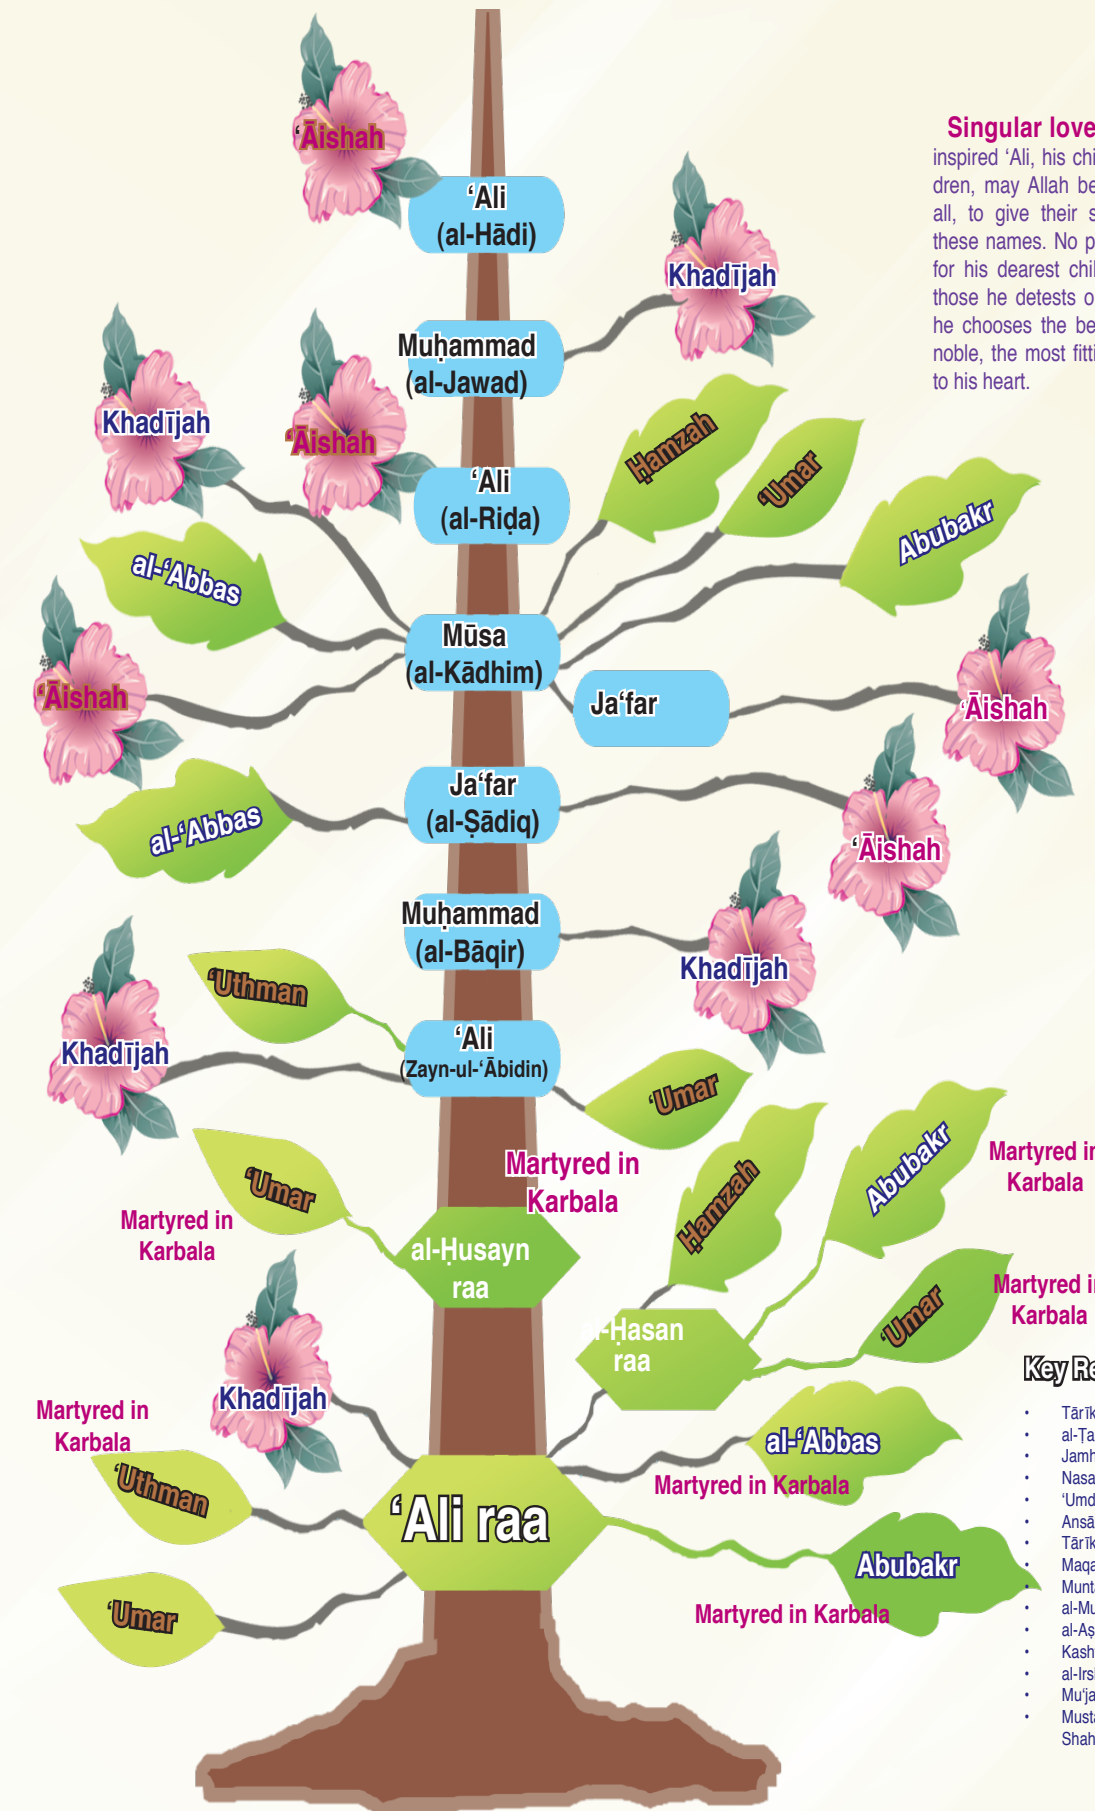 ‘Āishah
‘Ali
(al-Hādi)
Singular love
inspired ‘Ali, his
dren, may Allah be
all, to give their
these names. No
for his dearest
those he detests
he chooses the
noble, the most
to his heart.
Khadījah
Muḥammad
(al-Jawad)
Khadījah
‘Āishah
‘Ali
(al-Riḍa)
Ḥamzah
‘Umar
Abubakr
al-‘Abbas
Mūsa
(al-Kādhim)
‘Āishah
Ja‘far
‘Āishah
Ja‘far
(al-Ṣādiq)
al-‘Abbas
‘Āishah
Muḥammad
(al-Bāqir)
Khadījah
‘Uthman
‘Ali
(Zayn-ul-‘Ābidin)
Khadījah
‘Umar
Martyred in
Karbala
Ḥamzah
Abubakr
Martyred in
Karbala
‘Umar
Martyred in
Karbala
al-Ḥusayn
raa
‘Umar
Martyred in
Karbala
al-Ḥasan
raa
Khadījah
Key
Martyred in
Karbala
‘Uthman
al-‘Abbas
Martyred in Karbala
‘Ali raa
Abubakr
Martyred in Karbala
‘Umar